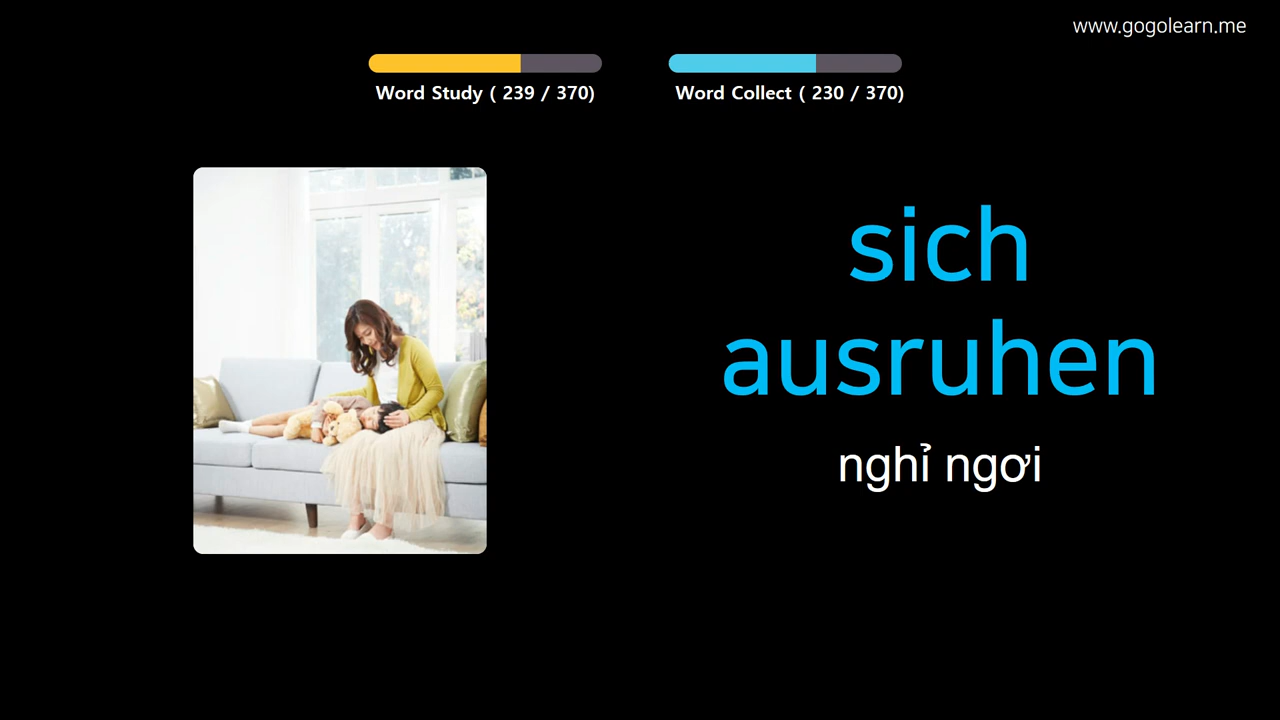 www.gogolearn.me
Word Study ( 239 / 370)
Word Collect ( 230 / 370)
sich
ausruhen
nghỉ ngơi